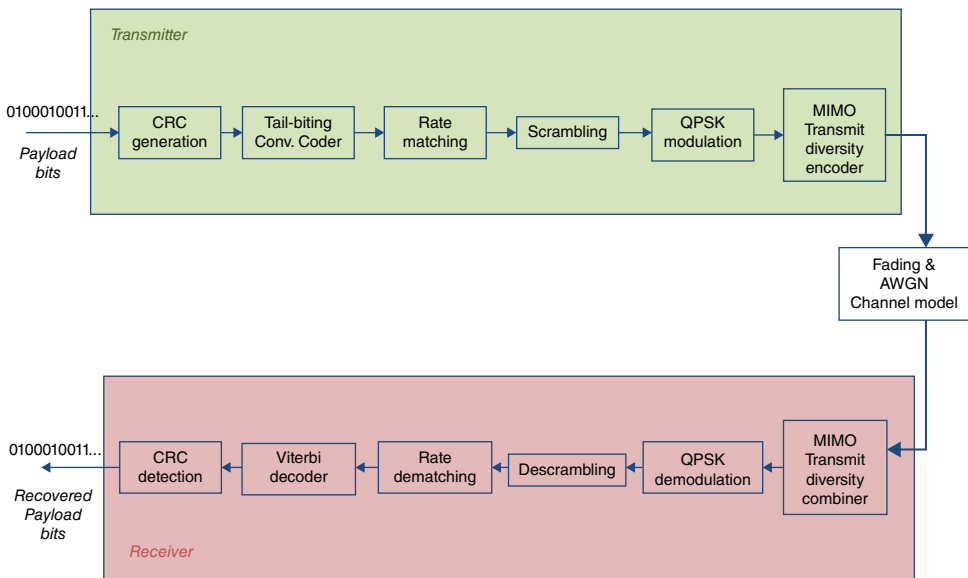 Transmitter
0100010011...
Payload
bits
CRC
generation
Tail-biting
Conv. Coder
Rate
matching
Scrambling
QPSK
modulation
MIMO
Transmit
diversity
encoder
Fading &
AWGN
Channel model
0100010011...
Recovered
Payload
bits
CRC
detection
Viterbi
decoder
Rate
dematching
Descrambling
QPSK
demodulation
MIMO
Transmit
diversity
combiner
Receiver